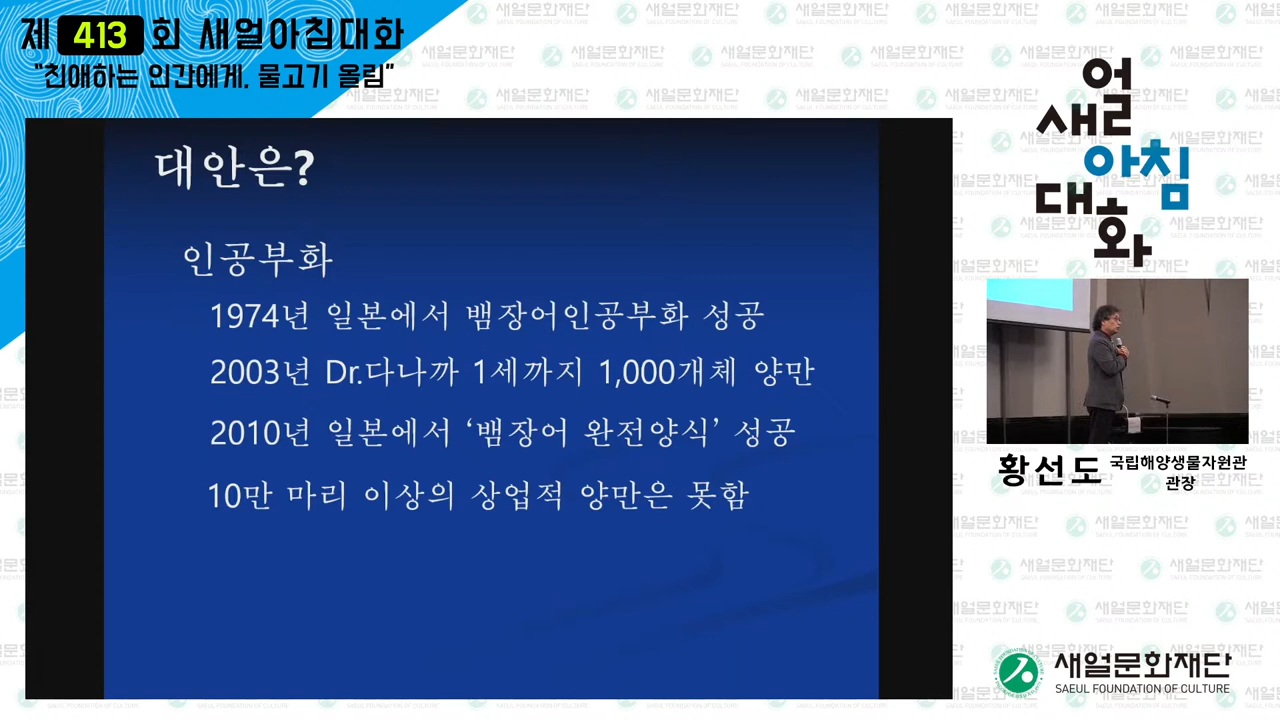 제 413 회 새얼아침대화
"친애하는 인간에게, 물고기 올림"
대안은?
인공부화
1974년 일본에서 뱀장어인공부화 성공
2003년 Dr.다나까 1세까지 1,000개체 양만
2010년 일본에서 '뱀장어 완전양식' 성공
10만 마리 이상의 상업적 양만은 못함
얼
새
아침
대화
황선도 국립해양생물자원관
관장
새얼문화재단
SAEUL FOUNDATION OF CULTURE